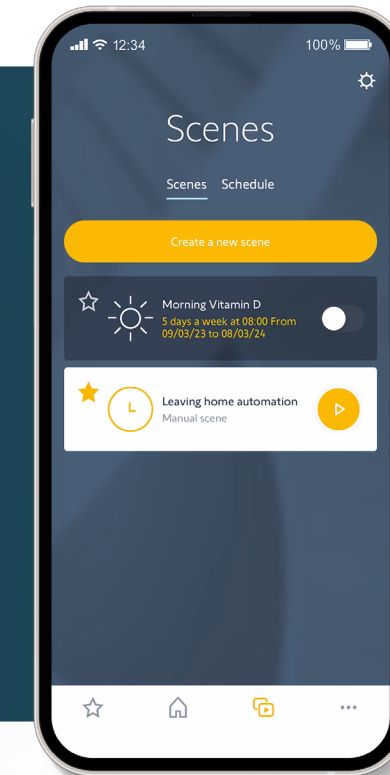 12:34
100%
Scenes
Scenes Schedule
Create a new scene
Morning Vitamin D
5 days a week at 08:00 From
09/03/23 to 08/03/24
Leaving home automation
Manual scene